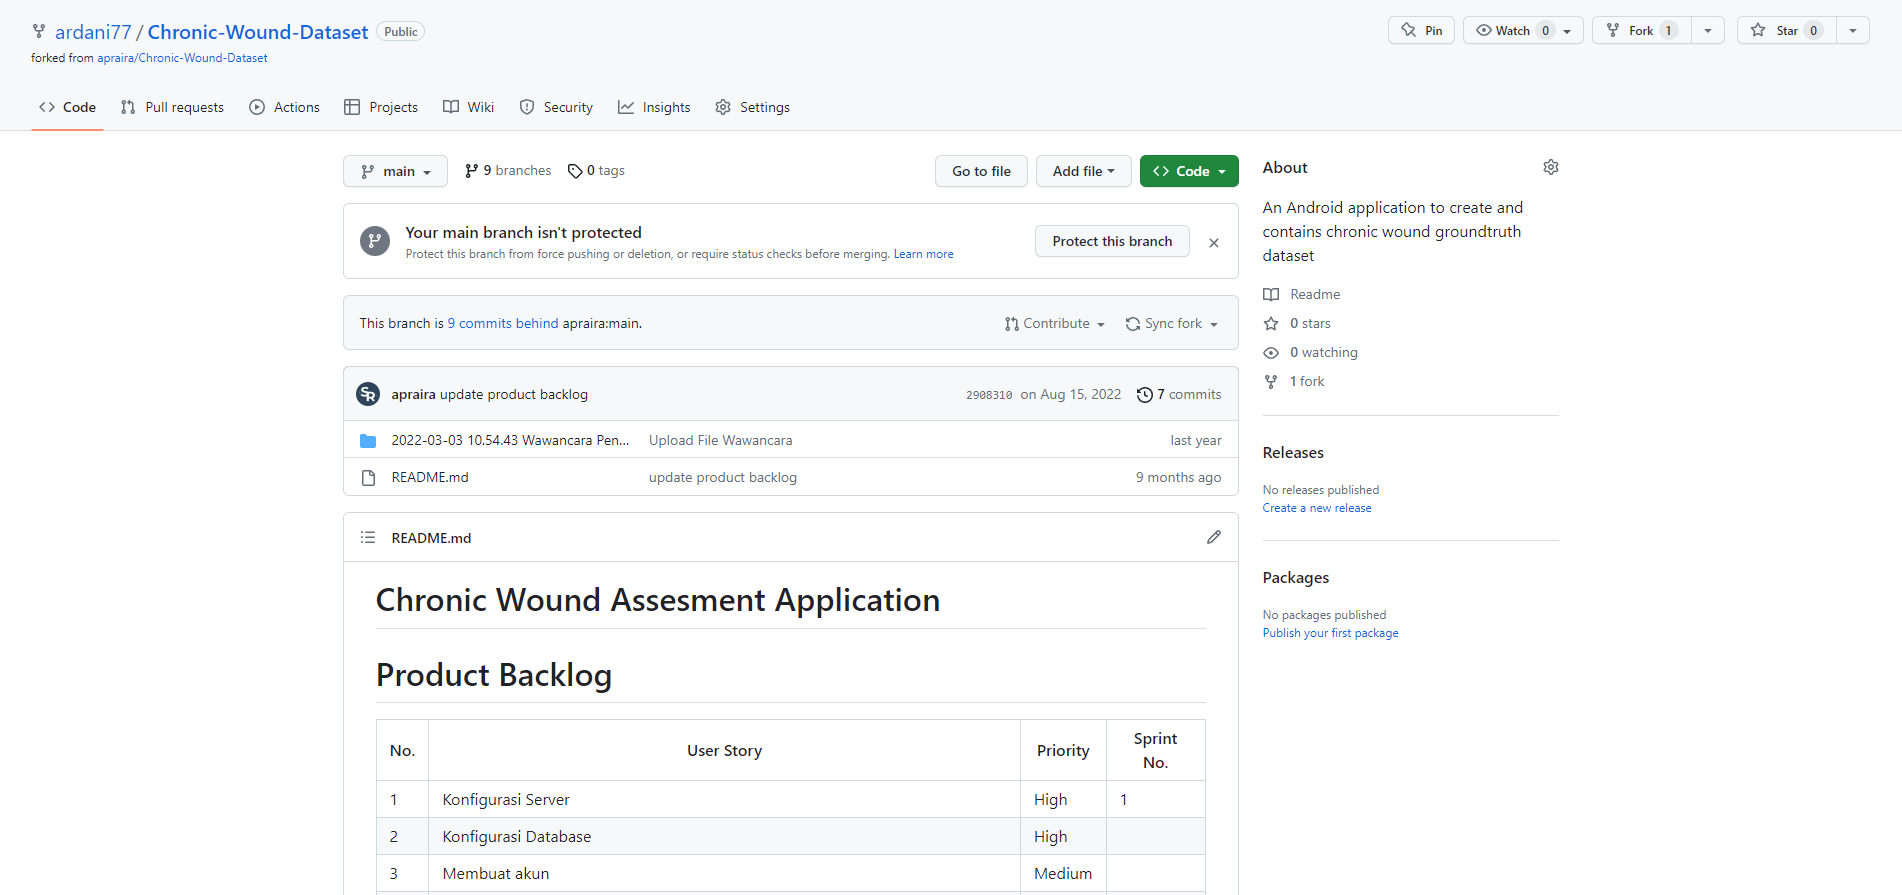 ardani77 / Chronic-Wound-Dataset Public
forked from apraira/Chronic-Wound-Dataset
Pin Watch 0 Fork 1 Star 0
Code Pull requests Actions Projects Wiki Security Insights Settings
main 9 branches 0 tags Go to file Add file Code
Your main branch isn't protected
Protect this branch from force pushing or deletion, or require status checks before merging. Learn more
Protect this branch
This branch is 9 commits behind apraira:main. Contribute Sync fork
SR apraira update product backlog 2908310 on Aug 15, 2022 7 commits
2022-03-03 10.54.43 Wawancara Pen... Upload File Wawancara last year
README.md update product backlog 9 months ago
README.md
Chronic Wound Assesment Application
Product Backlog
No. User Story Priority Sprint No.
1 Konfigurasi Server High 1
2 Konfigurasi Database High
3 Membuat akun Medium
About
An Android application to create and
contains chronic wound groundtruth
dataset
Readme
0 stars
0 watching
1 fork
Releases
No releases published
Create a new release
Packages
No packages published
Publish your first package